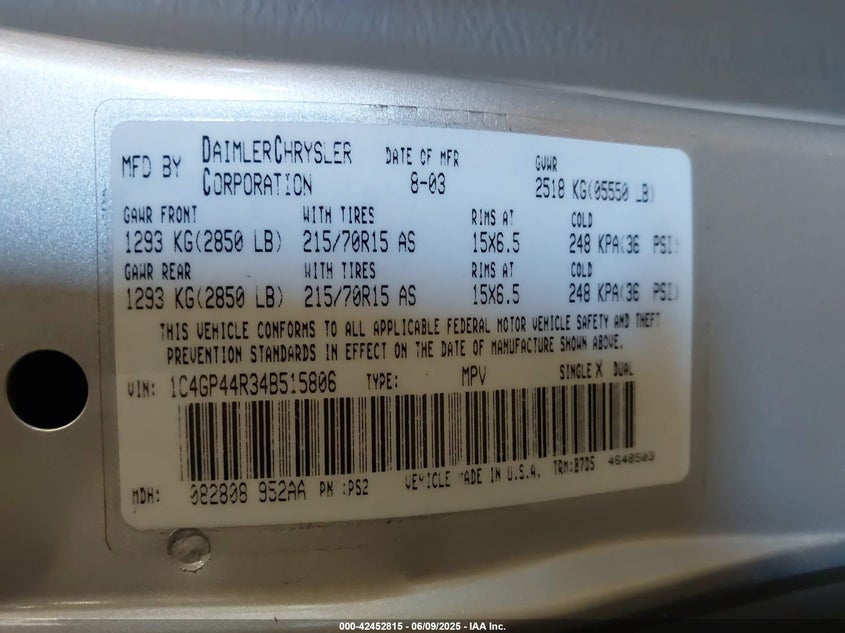 MFD BY DAIMLERCHRYSLER CORPORATION DATE OF MFR 8-03 GVWR 2518 KG(05550 LB)
GAWR FRONT WITH TIRES RIMS AT COLD
1293 KG(2850 LB) 215/70R15 AS 15X6.5 248 KPA(36 PSI)
GAWR REAR WITH TIRES RIMS AT COLD
1293 KG(2850 LB) 215/70R15 AS 15X6.5 248 KPA(36 PSI)
THIS VEHICLE CONFORMS TO ALL APPLICABLE FEDERAL MOTOR VEHICLE SAFETY AND THEFT
PREVENTION STANDARDS IN EFFECT ON THE DATE OF MANUFACTURE SHOWN ABOVE.
VIN: 1C4GP44R34B515806 TYPE: MPV SINGLE X DUAL
MDH: 082808 952AA PN :PS2 VEHICLE MADE IN U.S.A. TRM:B7D5 4648503
000-42452815 - 06/09/2025 - IAA Inc.